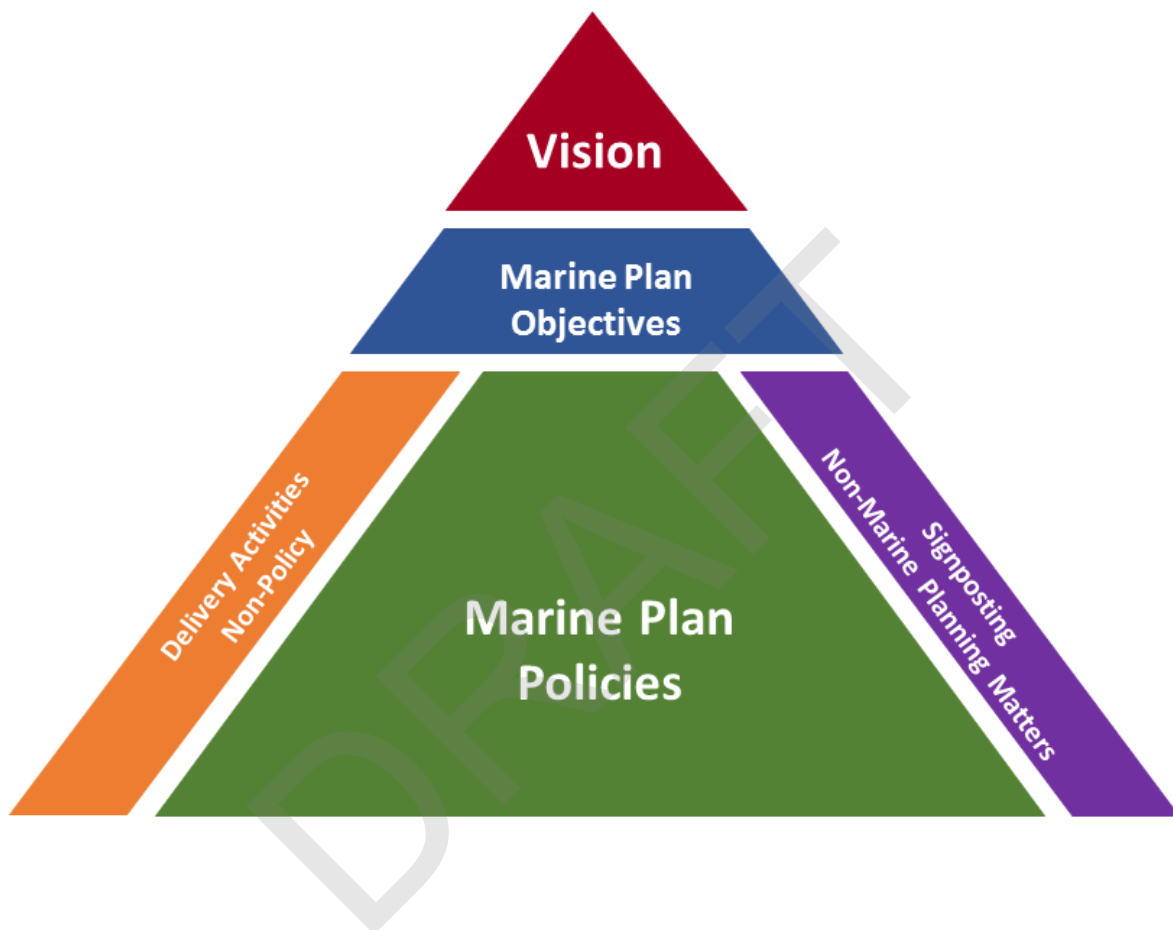 Vision
Marine Plan
Objectives
Delivery Activities
Non-Policy
Marine Plan
Policies
Signposting
Non-Marine Planning Matters
DRAFT